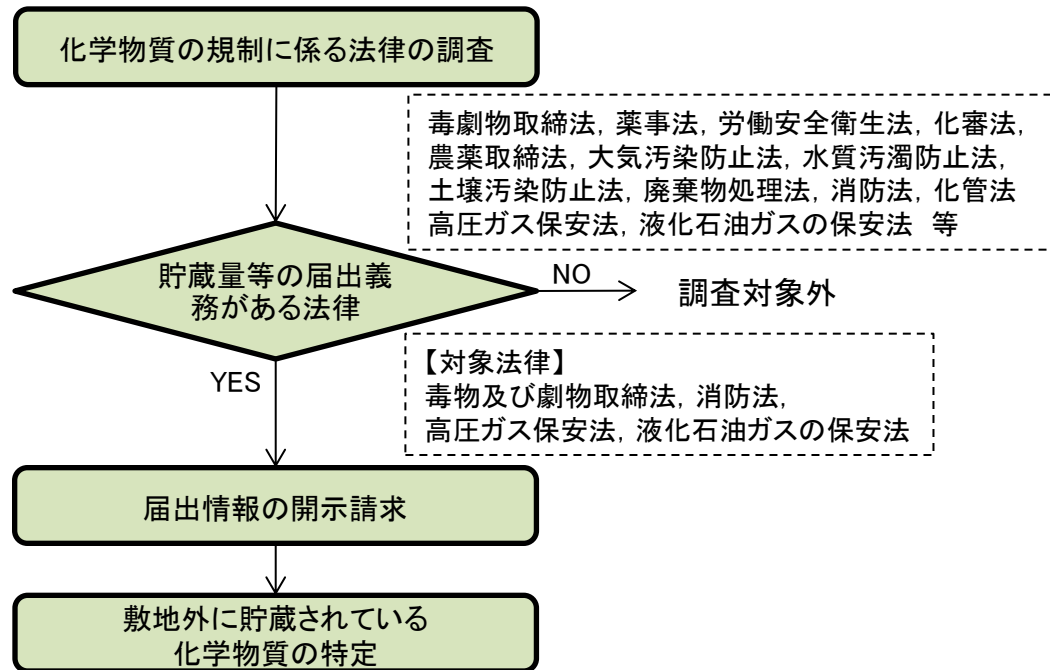 化学物質の規制に係る法律の調査
毒劇物取締法, 薬事法, 労働安全衛生法, 化審法,
農薬取締法, 大気汚染防止法, 水質汚濁防止法,
土壌汚染防止法, 廃棄物処理法, 消防法, 化管法
高圧ガス保安法, 液化石油ガスの保安法 等
貯蔵量等の届出義
務がある法律
NO
調査対象外
YES
【対象法律】
毒物及び劇物取締法, 消防法,
高圧ガス保安法, 液化石油ガスの保安法
届出情報の開示請求
敷地外に貯蔵されている
化学物質の特定